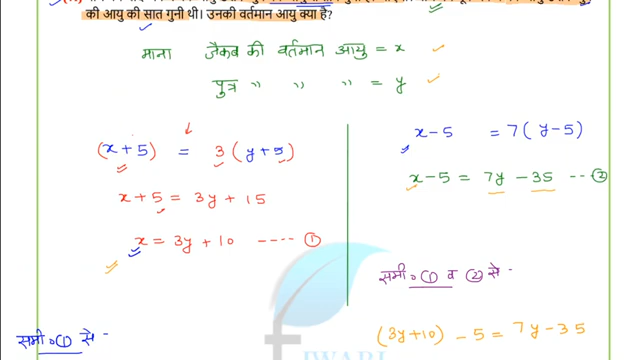 की आयु की सात गुनी थी। उनकी वर्तमान आयु क्या है?
माना जैकब की वर्तमान आयु = x
पुत्र " " " = y
(x + 5) = 3 (y + 5)
x + 5 = 3y + 15
x = 3y + 10 ---- ①
x - 5 = 7 (y - 5)
x - 5 = 7y - 35 --- ②
समी० ① व ② से -
(3y + 10) - 5 = 7y - 35
समी० ① से -
IWARI